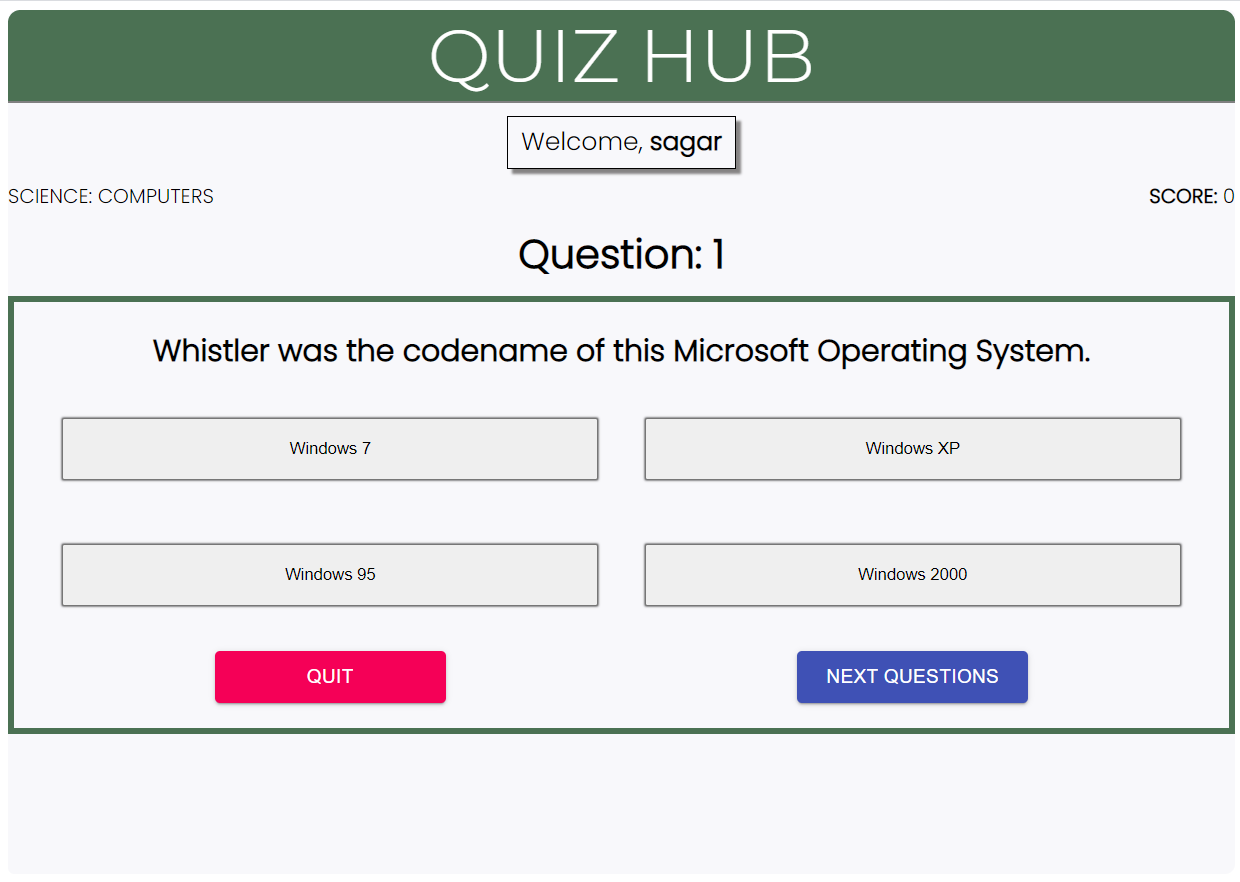 QUIZ HUB
Welcome, sagar
SCIENCE: COMPUTERS
SCORE: 0
Question: 1
Whistler was the codename of this Microsoft Operating System.
Windows 7
Windows XP
Windows 95
Windows 2000
QUIT
NEXT QUESTIONS